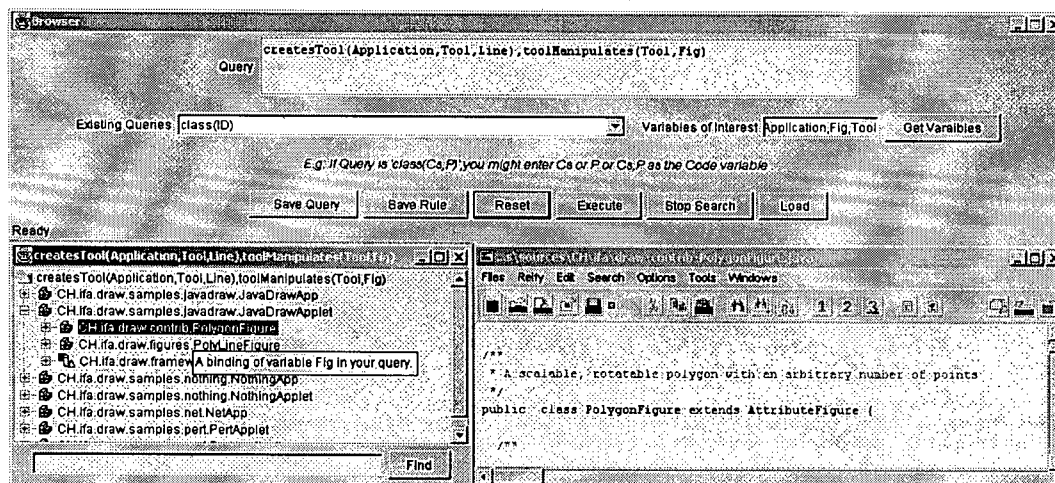 Browser
createsTool(Application,Tool,Line),toolManipulates(Tool,Fig)
Query
Existing Queries class(ID) Variables of Interest Application,Fig,Tool Get Varaibles
E.g: If Query is 'class(Cs,P)',you might enter Cs or P or Cs,P as the Code variable
Save Query Save Rule Reset Execute Stop Search Load
Ready
createsTool(Application,Tool,Line),toolManipulates(Tool,Fig)
createsTool(Application,Tool,Line),toolManipulates(Tool,Fig)
CH.ifa.draw.samples.javadraw.JavaDrawApp
CH.ifa.draw.samples.javadraw.JavaDrawApplet
CH.ifa.draw.contrib.PolygonFigure
CH.ifa.draw.figures.PolyLineFigure
CH.ifa.draw.framew
A binding of variable Fig in your query.
CH.ifa.draw.samples.nothing.NothingApp
CH.ifa.draw.samples.nothing.NothingApplet
CH.ifa.draw.samples.net.NetApp
CH.ifa.draw.samples.pert.PertApplet
Find
Files Reify Edit Search Options Tools Windows
1 2 3
/**
* A scalable, rotatable polygon with an arbitrary number of points
*/
public class PolygonFigure extends AttributeFigure {
/**